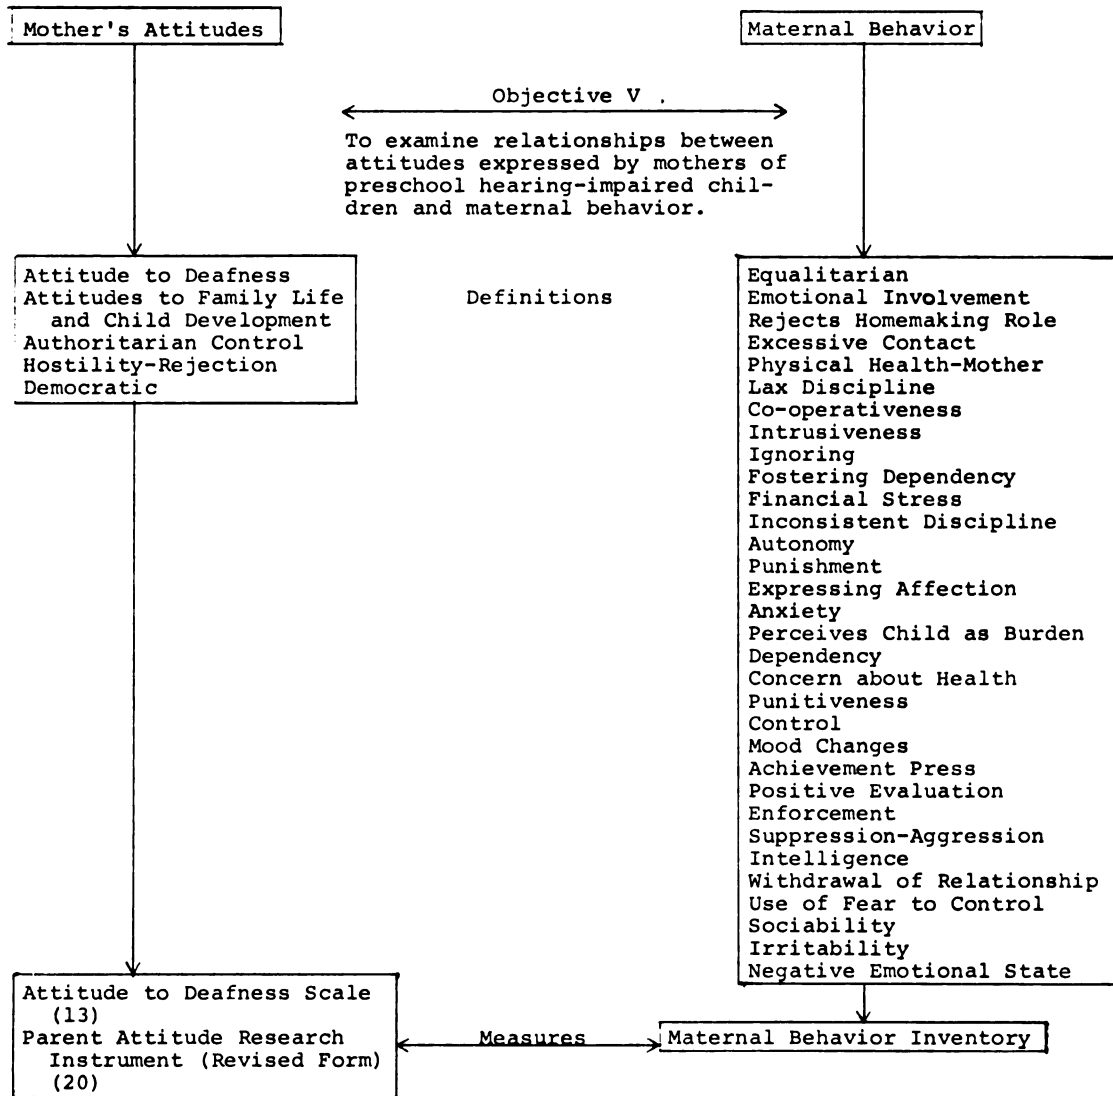 Mother's Attitudes
Maternal Behavior
Objective V .
To examine relationships between
attitudes expressed by mothers of
preschool hearing-impaired chil-
dren and maternal behavior.
Attitude to Deafness
Attitudes to Family Life
and Child Development
Authoritarian Control
Hostility-Rejection
Democratic
Definitions
Equalitarian
Emotional Involvement
Rejects Homemaking Role
Excessive Contact
Physical Health-Mother
Lax Discipline
Co-operativeness
Intrusiveness
Ignoring
Fostering Dependency
Financial Stress
Inconsistent Discipline
Autonomy
Punishment
Expressing Affection
Anxiety
Perceives Child as Burden
Dependency
Concern about Health
Punitiveness
Control
Mood Changes
Achievement Press
Positive Evaluation
Enforcement
Suppression-Aggression
Intelligence
Withdrawal of Relationship
Use of Fear to Control
Sociability
Irritability
Negative Emotional State
Attitude to Deafness Scale
(13)
Parent Attitude Research
Instrument (Revised Form)
(20)
Measures
Maternal Behavior Inventory